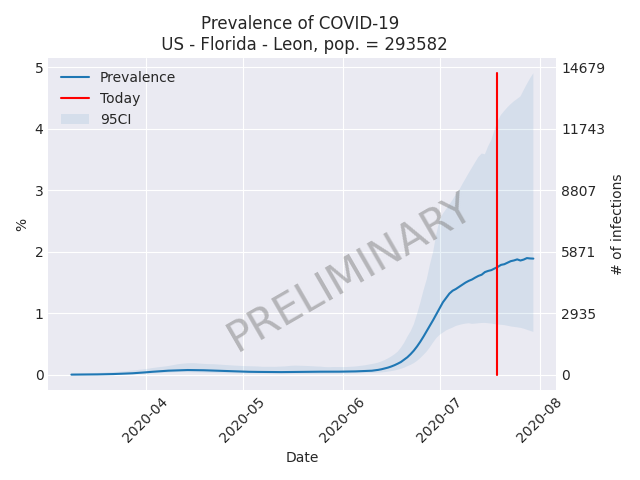 Prevalence of COVID-19
US - Florida - Leon, pop. = 293582
Prevalence
Today
95CI
PRELIMINARY
5
4
3
2
1
0
%
14679
11743
8807
5871
2935
0
# of infections
2020-04
2020-05
2020-06
2020-07
2020-08
Date